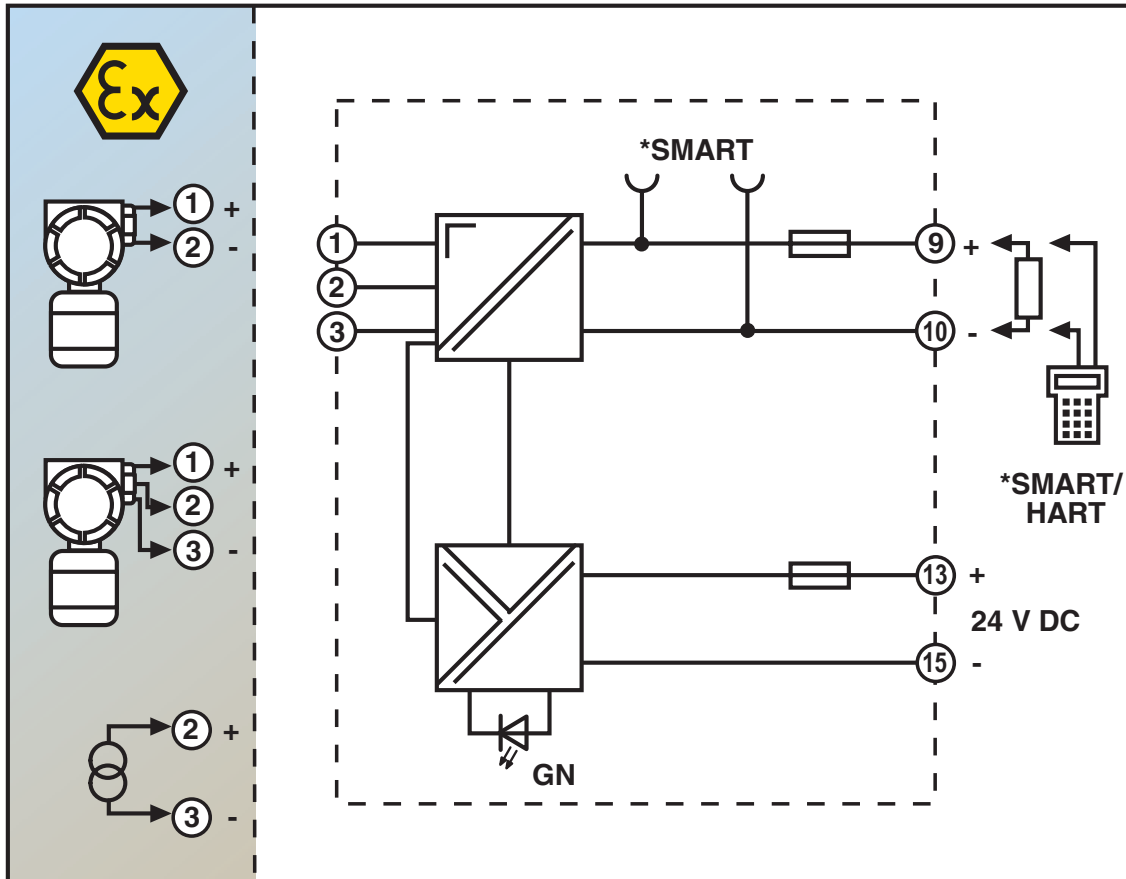 Ex
1 +
2 -
1 +
2
3 -
2 +
3 -
*SMART
1
2
3
9 +
10 -
*SMART/
HART
13 +
24 V DC
15 -
GN